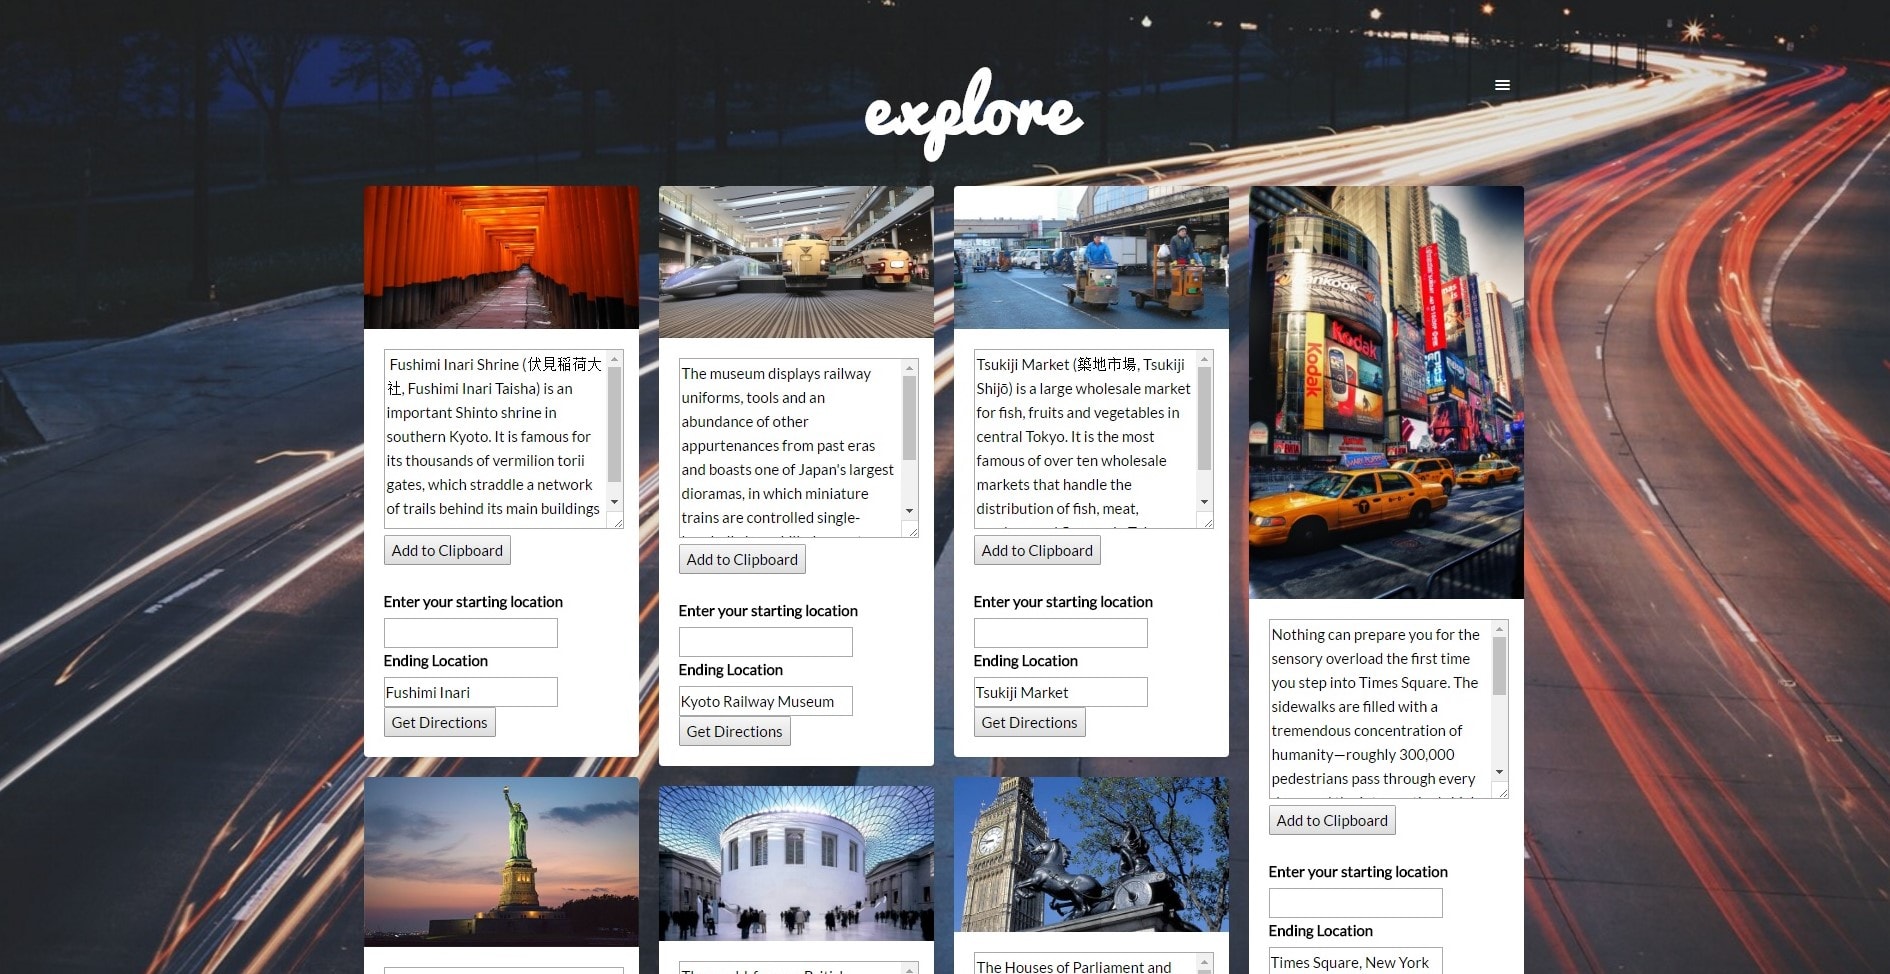 explore
Fushimi Inari Shrine (伏見稲荷大
社, Fushimi Inari Taisha) is an
important Shinto shrine in
southern Kyoto. It is famous for
its thousands of vermilion torii
gates, which straddle a network
of trails behind its main buildings
Add to Clipboard
Enter your starting location
Ending Location
Fushimi Inari
Get Directions
The museum displays railway
uniforms, tools and an
abundance of other
appurtenances from past eras
and boasts one of Japan's largest
dioramas, in which miniature
trains are controlled single-
Add to Clipboard
Enter your starting location
Ending Location
Kyoto Railway Museum
Get Directions
Tsukiji Market (築地市場, Tsukiji
Shijō) is a large wholesale market
for fish, fruits and vegetables in
central Tokyo. It is the most
famous of over ten wholesale
markets that handle the
distribution of fish, meat,
Add to Clipboard
Enter your starting location
Ending Location
Tsukiji Market
Get Directions
HANKOOK
Kodak
Kodak
Nothing can prepare you for the
sensory overload the first time
you step into Times Square. The
sidewalks are filled with a
tremendous concentration of
humanity—roughly 300,000
pedestrians pass through every
Add to Clipboard
Enter your starting location
Ending Location
Times Square, New York
The Houses of Parliament and